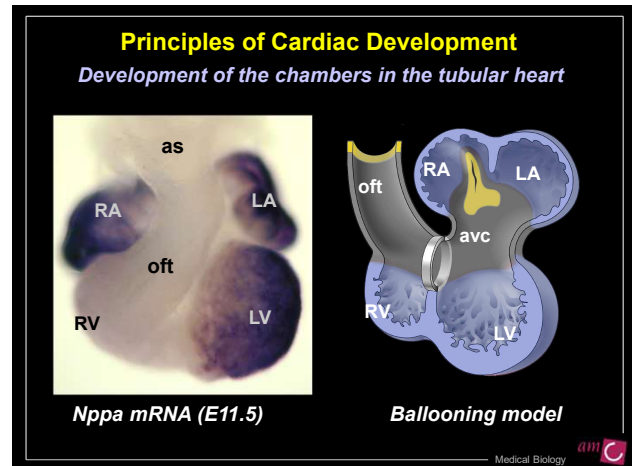 Principles of Cardiac Development
Development of the chambers in the tubular heart
as
RA
LA
oft
RV
LV
Nppa mRNA (E11.5)
oft
RA
LA
avc
RV
LV
Ballooning model
Medical Biology
amc